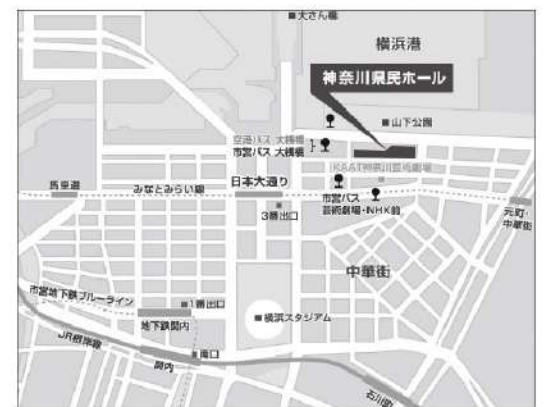 ■大さん橋
横浜港
神奈川県民ホール
■山下公園
空港バス 大桟橋
市営バス 大桟橋
KAAT神奈川芸術劇場
馬車道
みなとみらい線
日本大通り
3番出口
市営バス
芸術劇場・NHK前
元町・
中華街
中華街
市営地下鉄ブルーライン
■1番出口
地下鉄関内
■横浜スタジアム
JR根岸線
関内
■南口
石川町